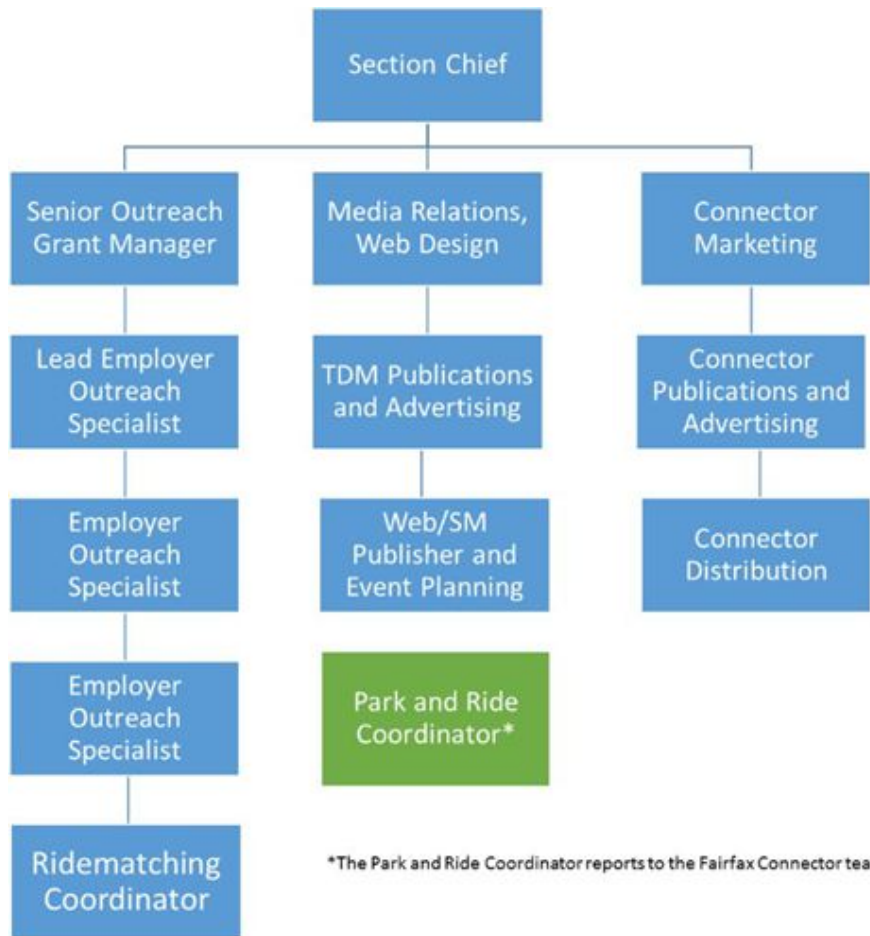 Section Chief
Senior Outreach
Grant Manager
Media Relations,
Web Design
Connector
Marketing
Lead Employer
Outreach
Specialist
TDM Publications
and Advertising
Connector
Publications and
Advertising
Employer
Outreach
Specialist
Web/SM
Publisher and
Event Planning
Connector
Distribution
Employer
Outreach
Specialist
Park and Ride
Coordinator*
Ridematching
Coordinator
*The Park and Ride Coordinator reports to the Fairfax Connector